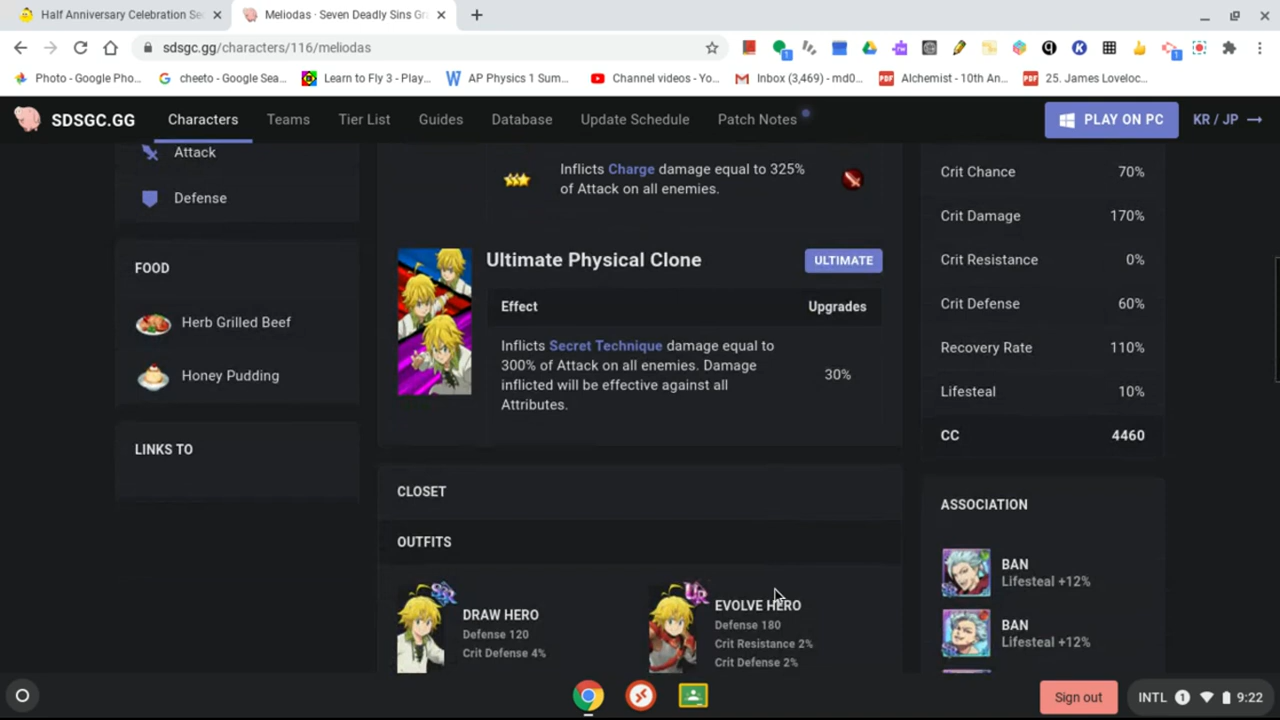 Half Anniversary Celebration Se
Meliodas · Seven Deadly Sins Gr
sdsgc.gg/characters/116/meliodas
Photo - Google Pho...
cheeto - Google Sea...
Learn to Fly 3 - Play...
AP Physics 1 Sum...
Channel videos - Yo...
Inbox (3,469) - md0...
Alchemist - 10th An...
25. James Loveloc...
SDSGC.GG
Characters
Teams
Tier List
Guides
Database
Update Schedule
Patch Notes
PLAY ON PC
KR / JP →
Attack
Defense
FOOD
Herb Grilled Beef
Honey Pudding
LINKS TO
Inflicts Charge damage equal to 325%
of Attack on all enemies.
Ultimate Physical Clone
ULTIMATE
Effect
Upgrades
Inflicts Secret Technique damage equal to
300% of Attack on all enemies. Damage
inflicted will be effective against all
Attributes.
30%
CLOSET
OUTFITS
SSR
DRAW HERO
Defense 120
Crit Defense 4%
UR
EVOLVE HERO
Defense 180
Crit Resistance 2%
Crit Defense 2%
Crit Chance 70%
Crit Damage 170%
Crit Resistance 0%
Crit Defense 60%
Recovery Rate 110%
Lifesteal 10%
CC 4460
ASSOCIATION
BAN
Lifesteal +12%
BAN
Lifesteal +12%
Sign out
INTL 1 9:22